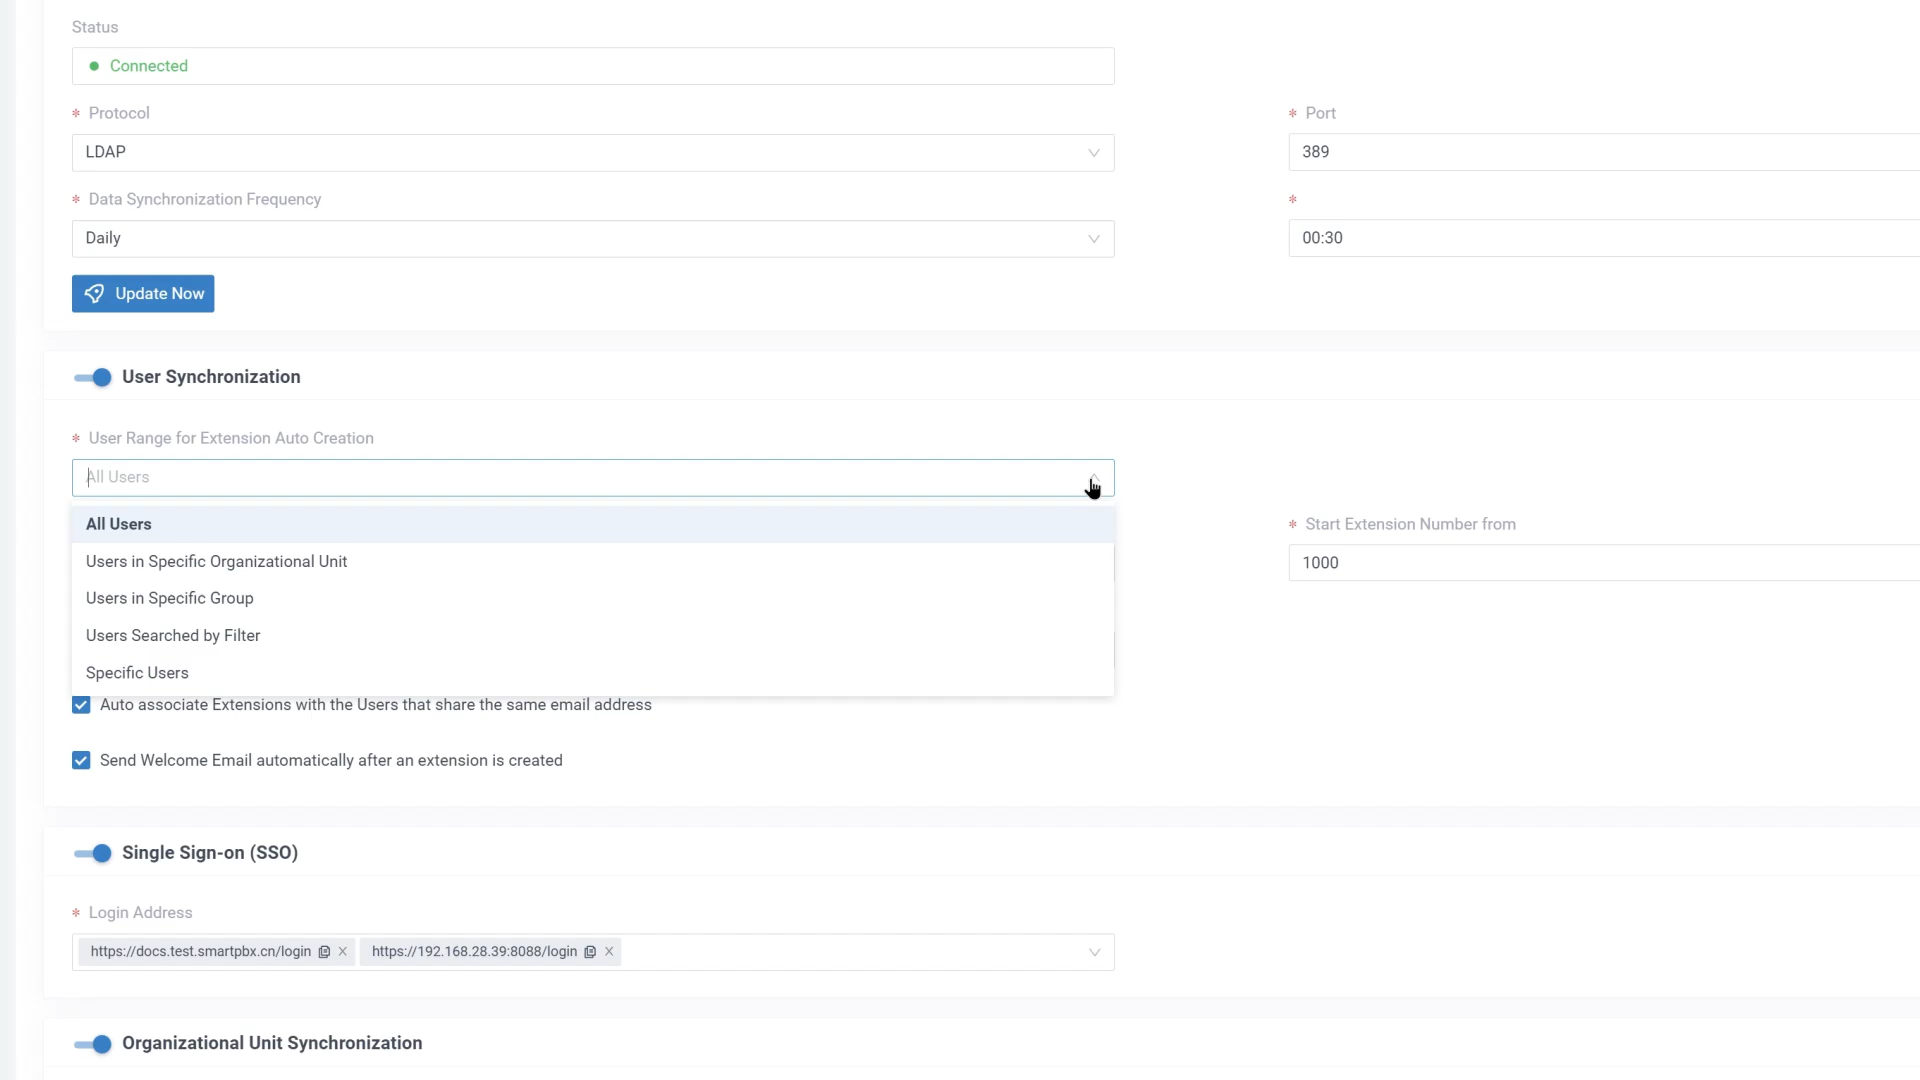 Status
Connected
* Protocol
* Port
LDAP
389
* Data Synchronization Frequency
*
Daily
00:30
Update Now
User Synchronization
* User Range for Extension Auto Creation
All Users
All Users
* Start Extension Number from
Users in Specific Organizational Unit
1000
Users in Specific Group
Users Searched by Filter
Specific Users
Auto associate Extensions with the Users that share the same email address
Send Welcome Email automatically after an extension is created
Single Sign-on (SSO)
* Login Address
https://docs.test.smartpbx.cn/login https://192.168.28.39:8088/login
Organizational Unit Synchronization